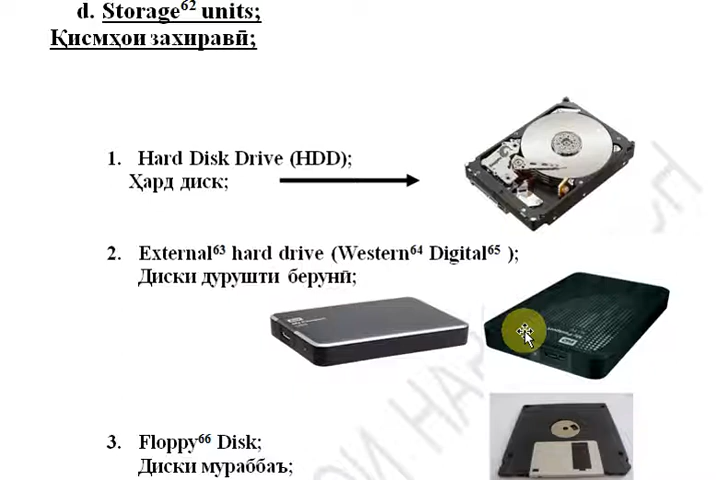 d. Storage⁶² units;
Қисмҳои захиравӣ;
1. Hard Disk Drive (HDD);
Ҳард диск;
2. External⁶³ hard drive (Western⁶⁴ Digital⁶⁵ );
Диски дурушти берунӣ;
3. Floppy⁶⁶ Disk;
Диски мураббаъ;